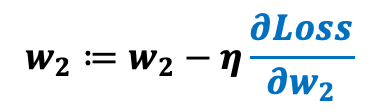 w₂ := w₂ − η ∂Loss/∂w₂